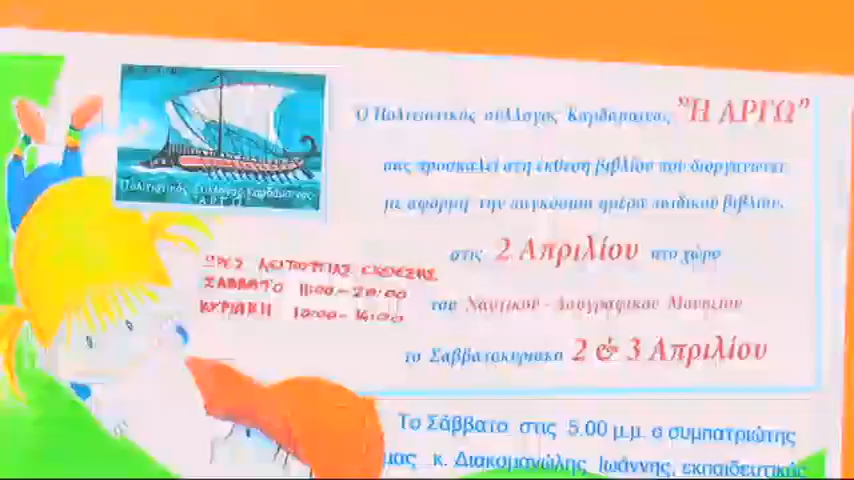 Πολιτιστικός Σύλλογος Καρδάμαινας
ΑΡΓΩ
Ο Πολιτιστικός σύλλογος Καρδάμαινας "Η ΑΡΓΩ"
σας προσκαλεί στη έκθεση βιβλίου που διοργανώνει
με αφορμή την παγκόσμια ημέρα παιδικού βιβλίου,
στις 2 Απριλίου στο χώρο
του Ναυτικού - Λαογραφικού Μουσείου
το Σαββατοκύριακο 2 & 3 Απριλίου
ΩΡΕΣ ΛΕΙΤΟΥΡΓΙΑΣ ΕΚΘΕΣΗΣ
ΣΑΒΒΑΤΟ 11:00-20:00
ΚΥΡΙΑΚΗ 10:00-14:00
Το Σάββατο στις 5.00 μ.μ. ο συμπατριώτης
μας κ. Διακομανώλης Ιωάννης, εκπαιδευτικός